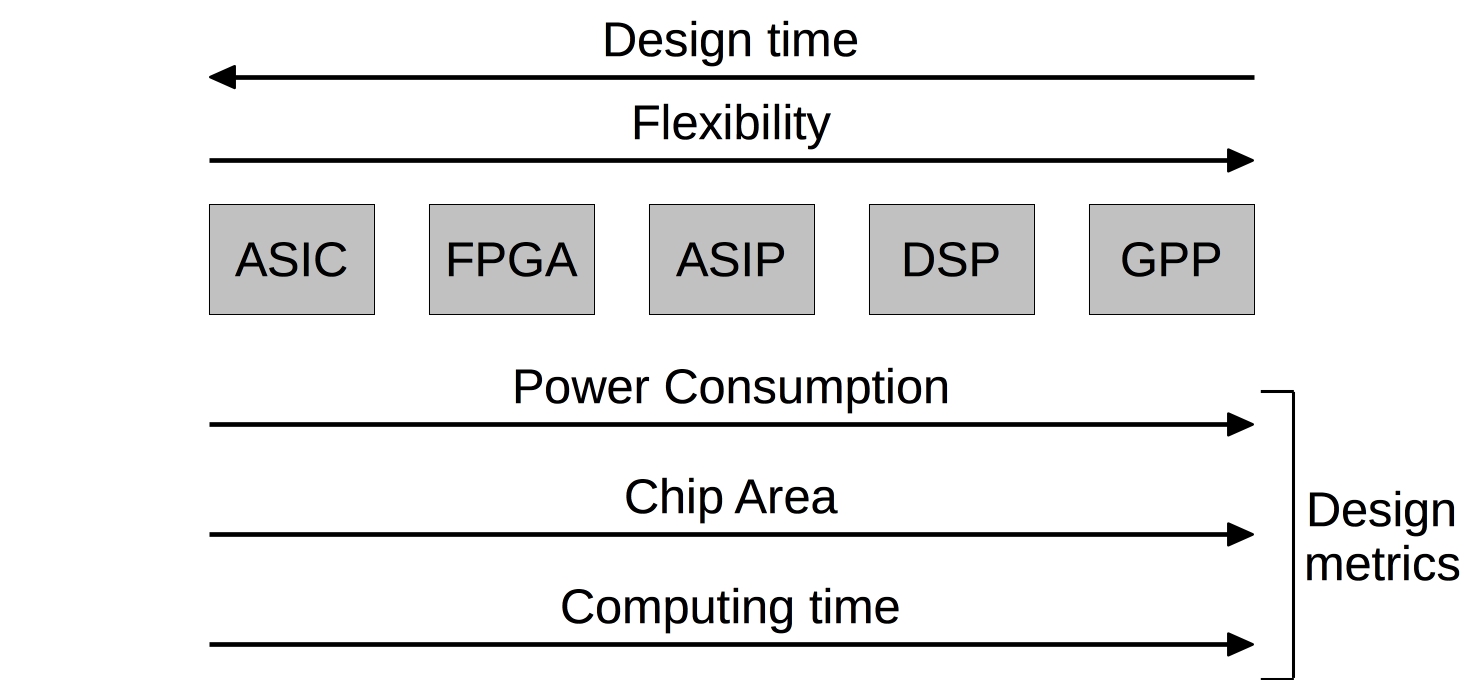 Design time
Flexibility
ASIC FPGA ASIP DSP GPP
Power Consumption
Chip Area
Computing time
Design
metrics